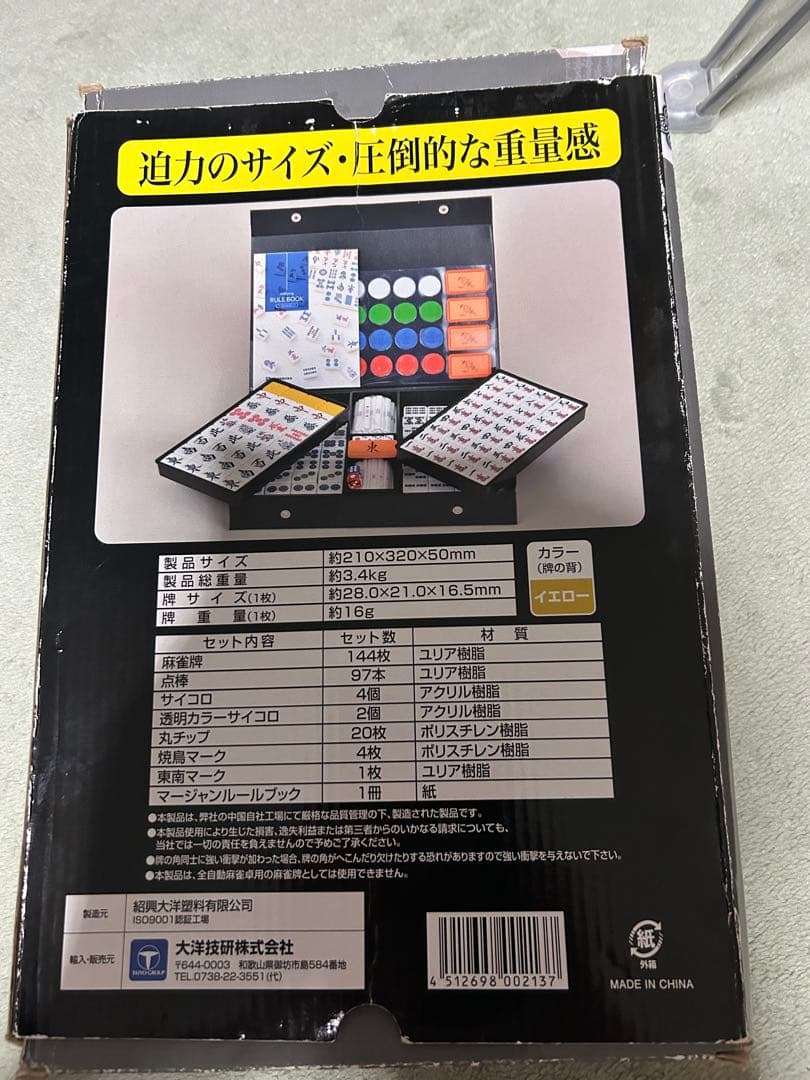 迫力のサイズ・圧倒的な重量感
RULE BOOK
製品サイズ 約210×320×50mm
製品総重量 約3.4kg
牌サイズ(1枚) 約28.0×21.0×16.5mm
牌重量(1枚) 約16g
カラー
(牌の背)
イエロー
セット内容 セット数 材質
麻雀牌 144枚 ユリア樹脂
点棒 97本 ユリア樹脂
サイコロ 4個 アクリル樹脂
透明カラーサイコロ 2個 アクリル樹脂
丸チップ 20枚 ポリスチレン樹脂
焼鳥マーク 4枚 ポリスチレン樹脂
東南マーク 1枚 ユリア樹脂
マージャンルールブック 1冊 紙
●本製品は、弊社の中国自社工場にて厳格な品質管理の下、製造された製品です。
●本製品使用により生じた損害、逸失利益または第三者からのいかなる請求についても、
当社では一切の責任を負えませんので予めご了承ください。
●牌の角同士に強い衝撃が加わった場合、牌の角がへこんだり欠けたりする恐れがありますので強い衝撃を与えないで下さい。
●本製品は、全自動麻雀卓用の麻雀牌としては使用できません。
製造元 紹興大洋塑料有限公司
ISO9001認証工場
輸入・販売元 TAIYO GROUP 大洋技研株式会社
〒644-0003 和歌山県御坊市島584番地
TEL.0738-22-3551(代)
4 512698 002137
紙
外箱
MADE IN CHINA